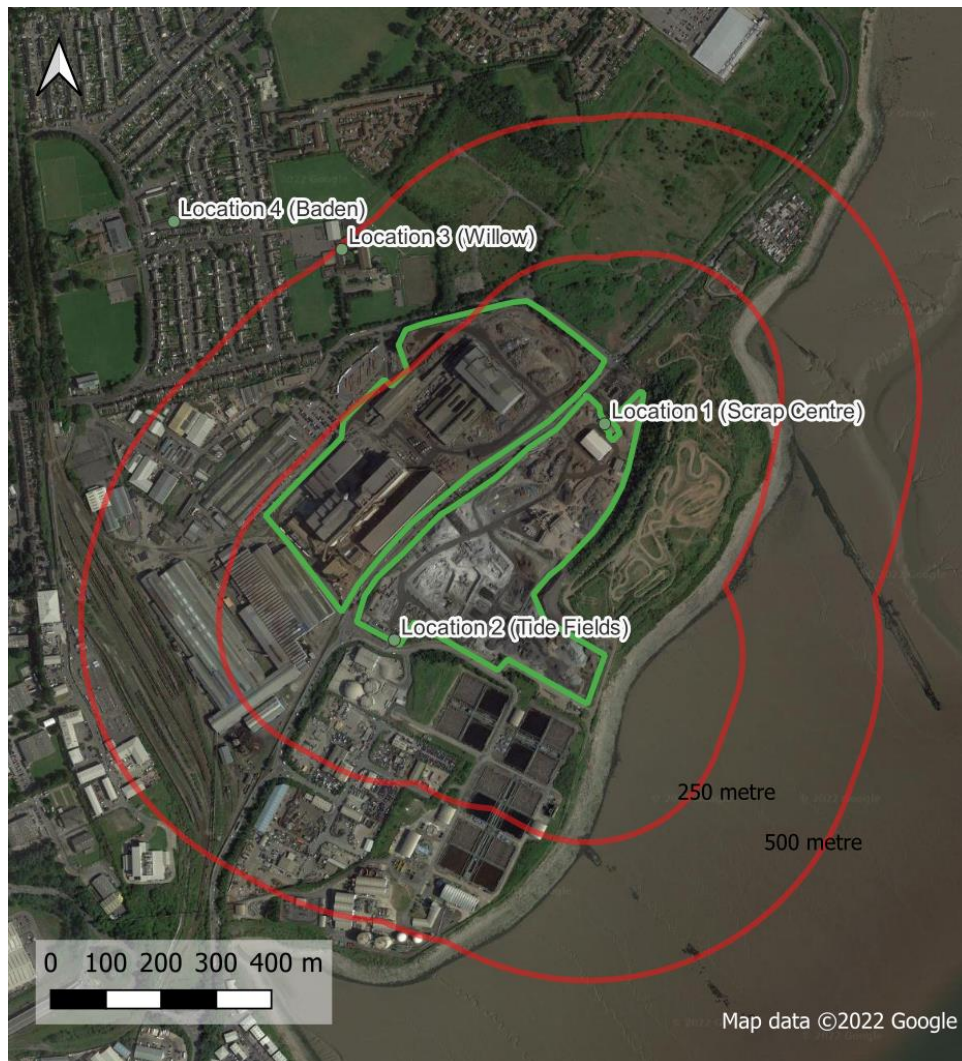 Location 4 (Baden)
Location 3 (Willow)
Location 1 (Scrap Centre)
Location 2 (Tide Fields)
250 metre
500 metre
0 100 200 300 400 m
Map data ©2022 Google